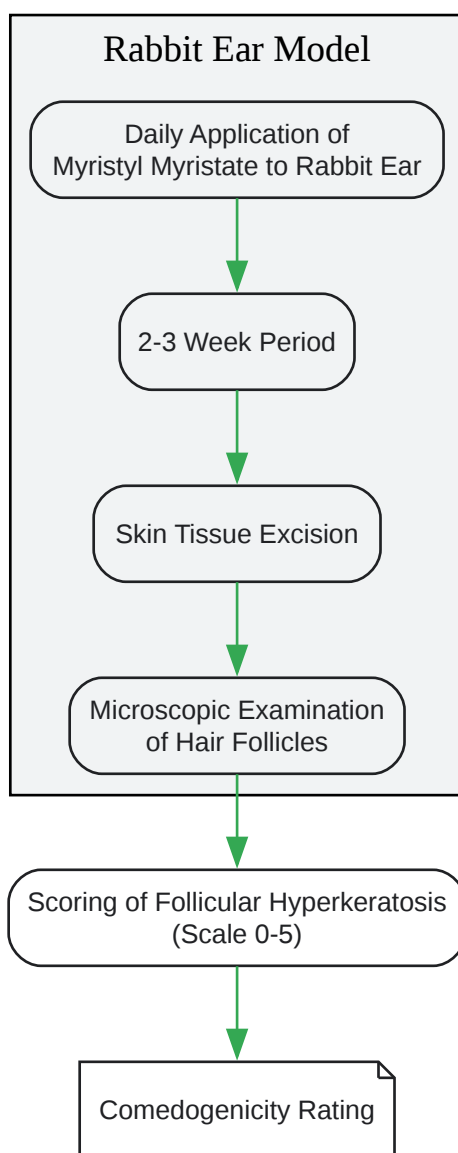 Rabbit Ear Model
Daily Application of
Myristyl Myristate to Rabbit Ear
2-3 Week Period
Skin Tissue Excision
Microscopic Examination
of Hair Follicles
Scoring of Follicular Hyperkeratosis
(Scale 0-5)
Comedogenicity Rating